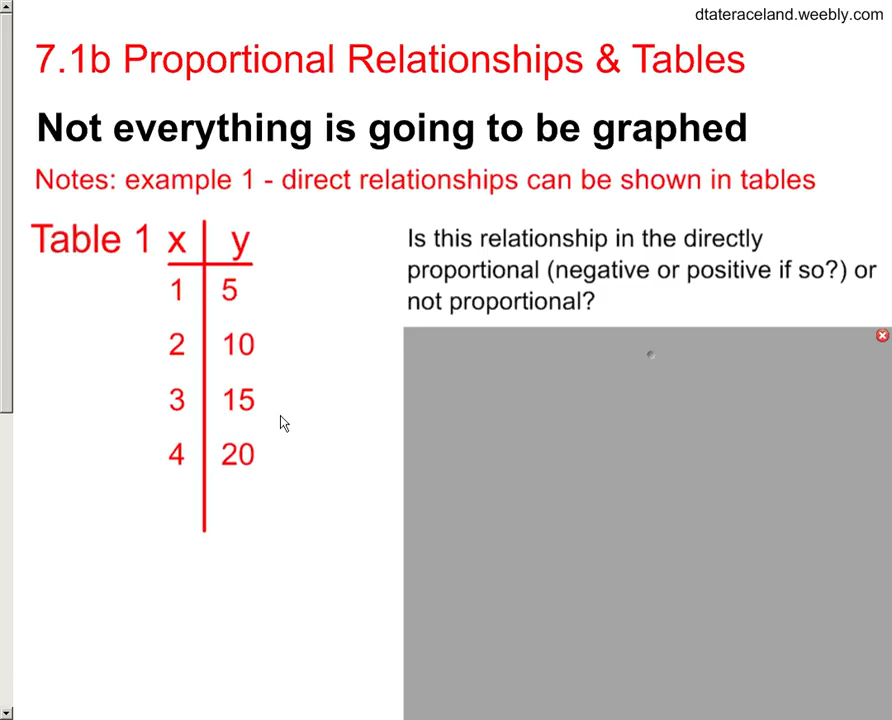 dtateraceland.weebly.com
7.1b Proportional Relationships & Tables
Not everything is going to be graphed
Notes: example 1 - direct relationships can be shown in tables
Table 1 x y
1 5
2 10
3 15
4 20
Is this relationship in the directly
proportional (negative or positive if so?) or
not proportional?